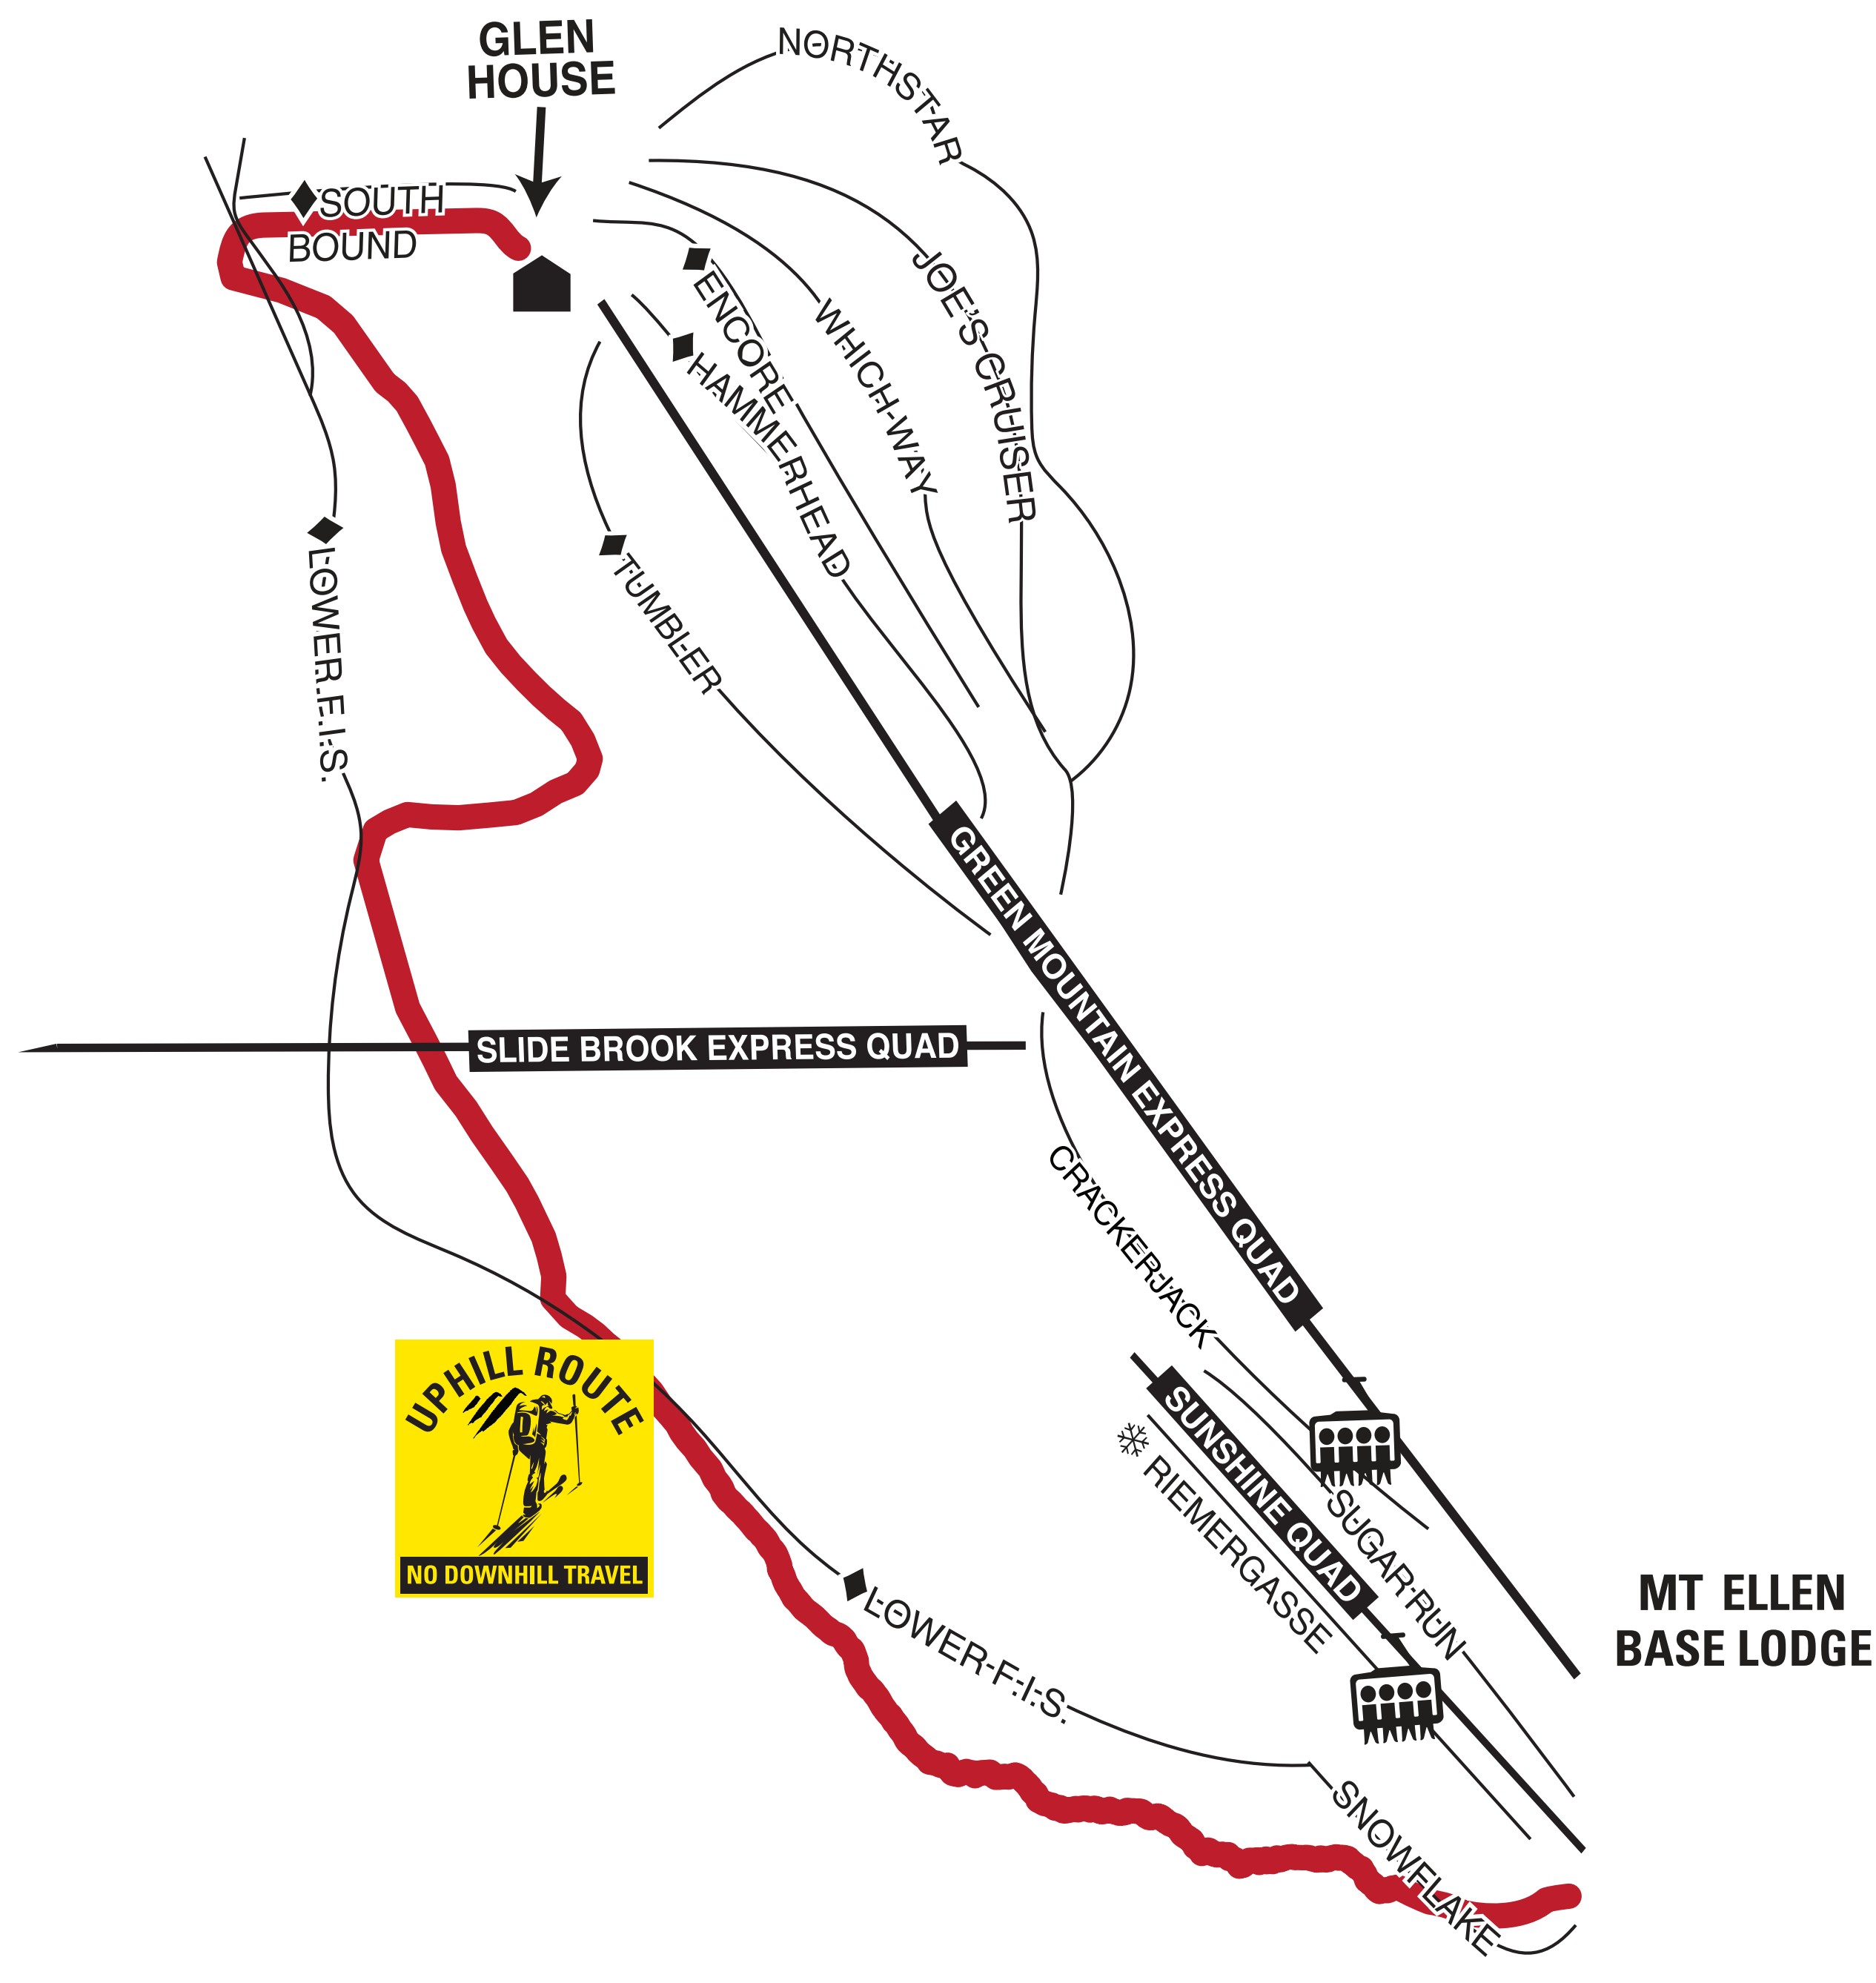 GLEN
HOUSE
NORTHSTAR
SOUTH
BOUND
ENCORE
HAMMERHEAD
WHICH-WAY
JOE'S CRUISER
TUMBLER
LOWER F.I.S.
GREEN MOUNTAIN EXPRESS QUAD
SLIDE BROOK EXPRESS QUAD
CRACKERJACK
UPHILL ROUTE
NO DOWNHILL TRAVEL
SUNSHINE QUAD
RIEMERGASSE
SUGAR RUN
MT ELLEN
BASE LODGE
LOWER F.I.S.
SNOWFLAKE